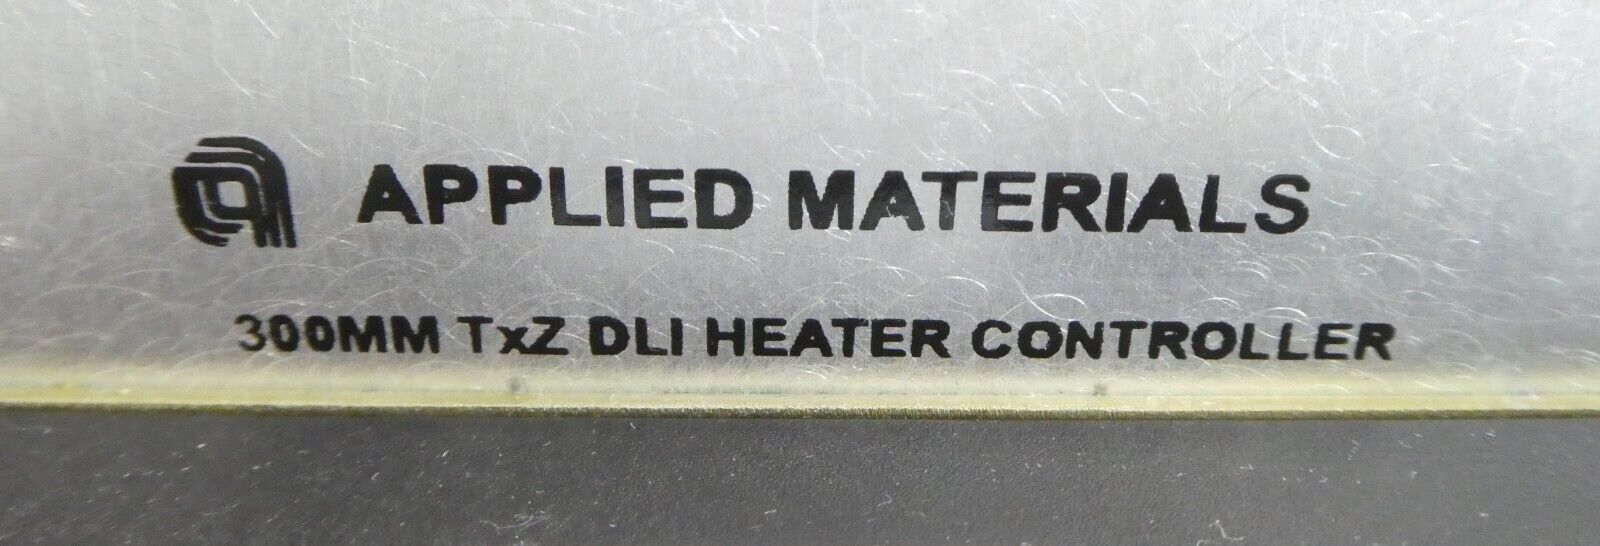 APPLIED MATERIALS
300MM TxZ DLI HEATER CONTROLLER